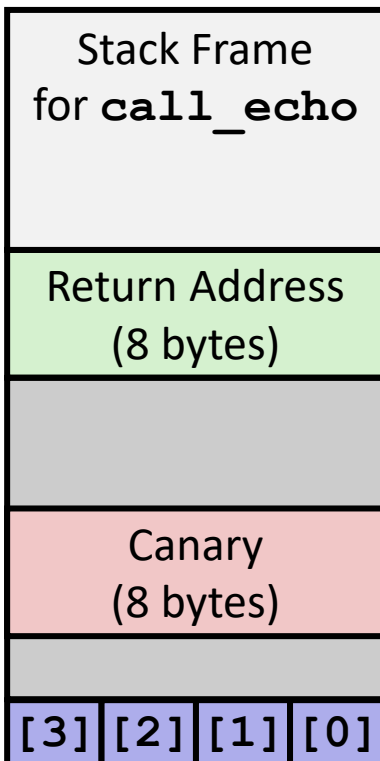 Stack Frame
for call_echo
Return Address
(8 bytes)
Canary
(8 bytes)
[3] [2] [1] [0]